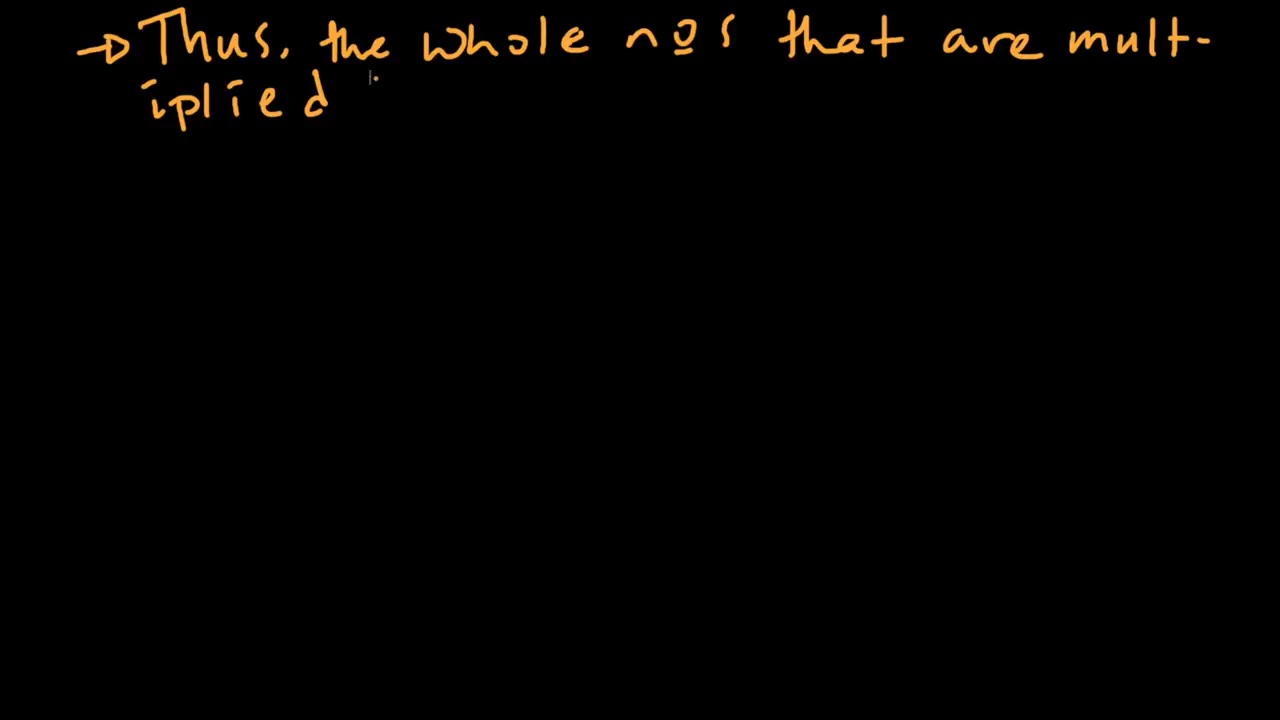 → Thus, the whole nos that are mult-
iplied